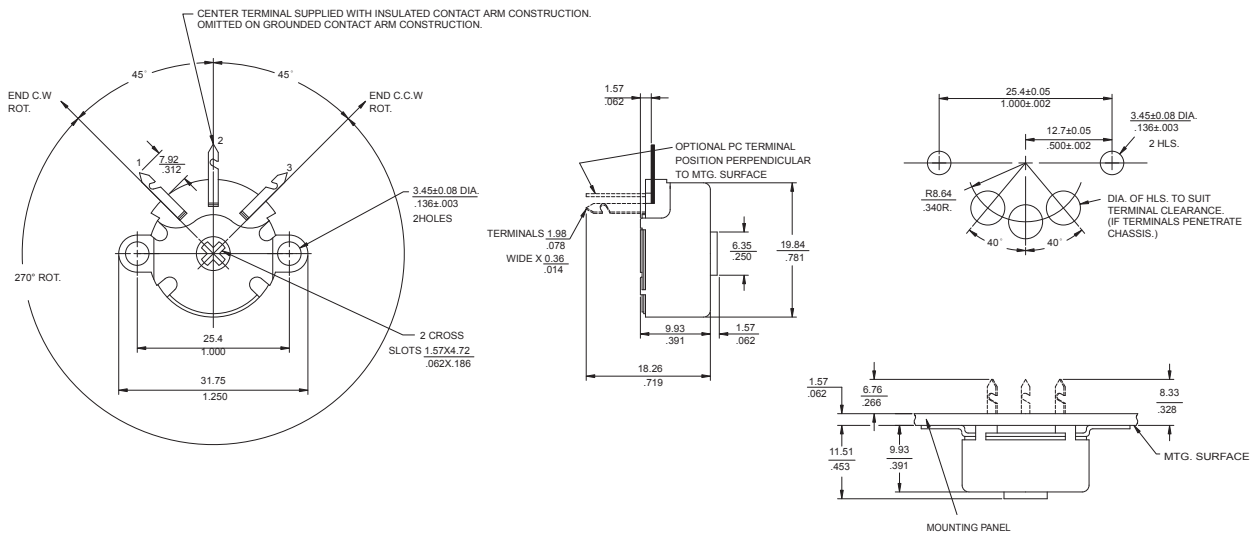 CENTER TERMINAL SUPPLIED WITH INSULATED CONTACT ARM CONSTRUCTION.
OMITTED ON GROUNDED CONTACT ARM CONSTRUCTION.
45°
45°
END C.W
ROT.
END C.C.W
ROT.
2
1
7.92
.312
3
3.45±0.08 DIA.
.136±.003
2HOLES
270° ROT.
2 CROSS
SLOTS 1.57X4.72
.062X.186
25.4
1.000
31.75
1.250
1.57
.062
OPTIONAL PC TERMINAL
POSITION PERPENDICULAR
TO MTG. SURFACE
TERMINALS 1.98
.078
WIDE X 0.36
.014
6.35
.250
19.84
.781
9.93
.391
1.57
.062
18.26
.719
25.4±0.05
1.000±.002
3.45±0.08 DIA.
.136±.003
2 HLS.
12.7±0.05
.500±.002
R8.64
.340R.
DIA. OF HLS. TO SUIT
TERMINAL CLEARANCE.
(IF TERMINALS PENETRATE
CHASSIS.)
40°
40°
1.57
.062
6.76
.266
8.33
.328
11.51
.453
9.93
.391
MTG. SURFACE
MOUNTING PANEL